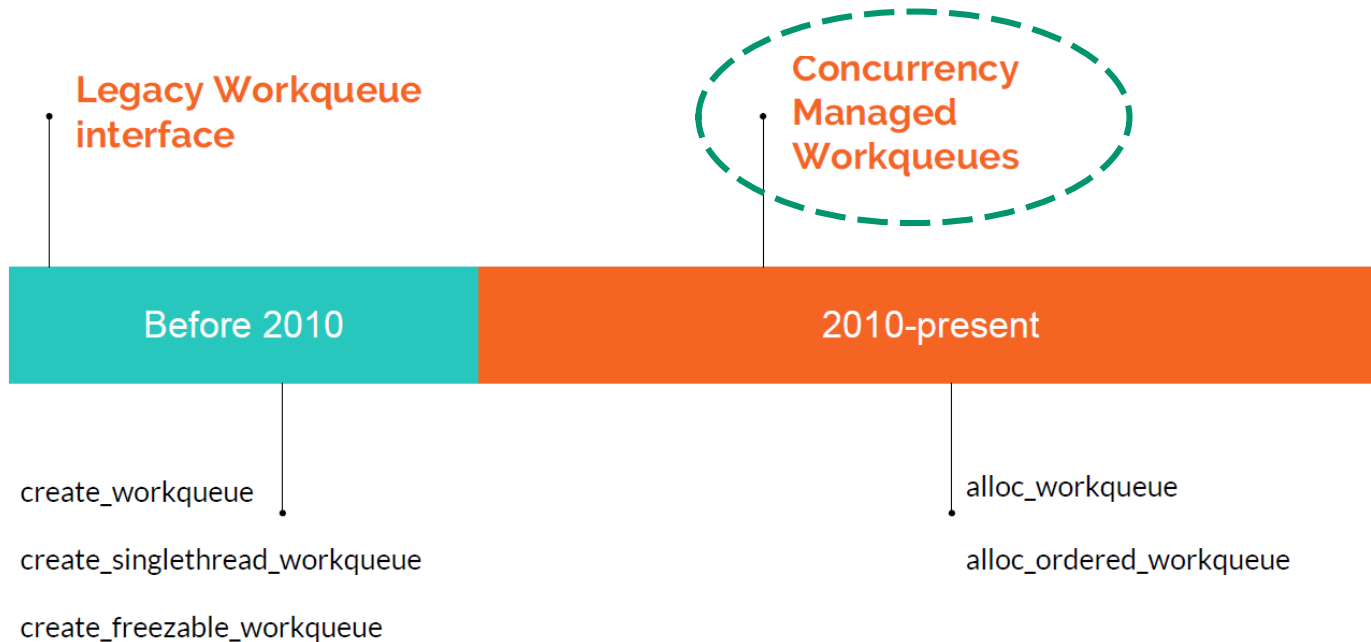 Legacy Workqueue
interface
Concurrency
Managed
Workqueues
Before 2010
2010-present
create_workqueue
create_singlethread_workqueue
create_freezable_workqueue
alloc_workqueue
alloc_ordered_workqueue